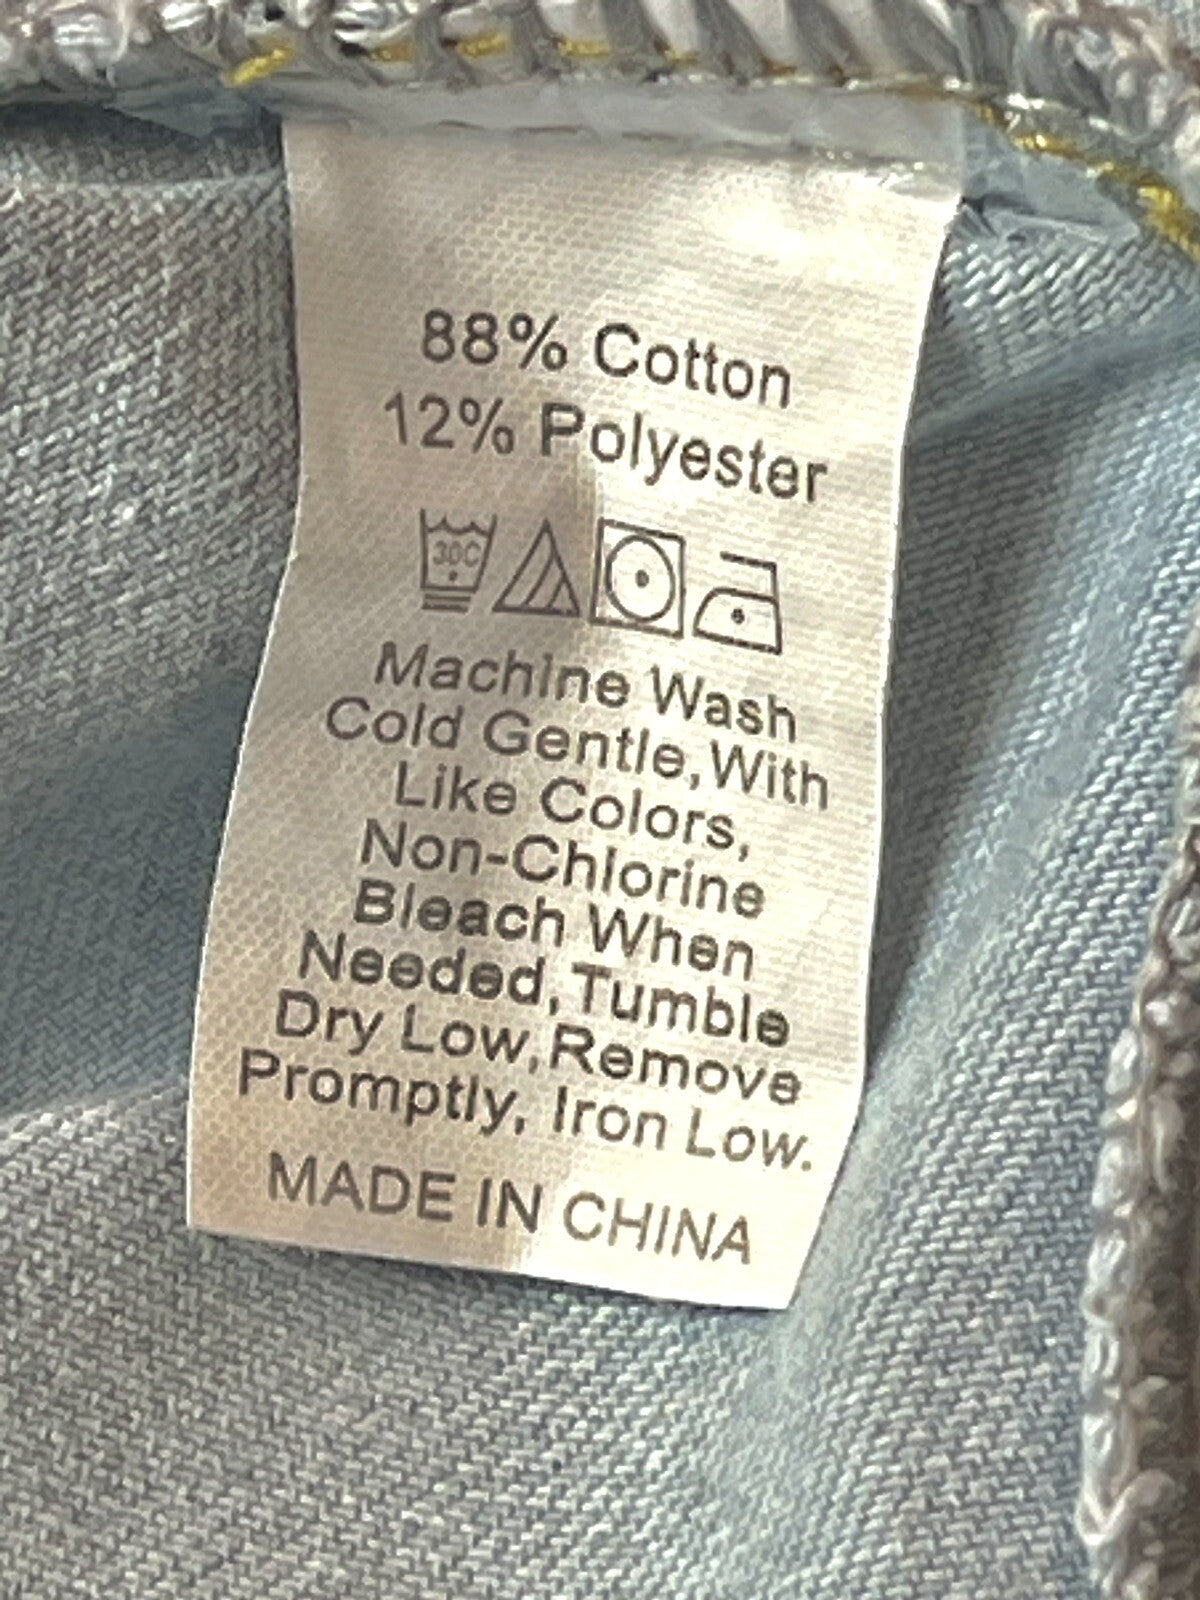 88% Cotton
12% Polyester
30C
Machine Wash
Cold Gentle,With
Like Colors,
Non-Chlorine
Bleach When
Needed,Tumble
Dry Low,Remove
Promptly, Iron Low.
MADE IN CHINA